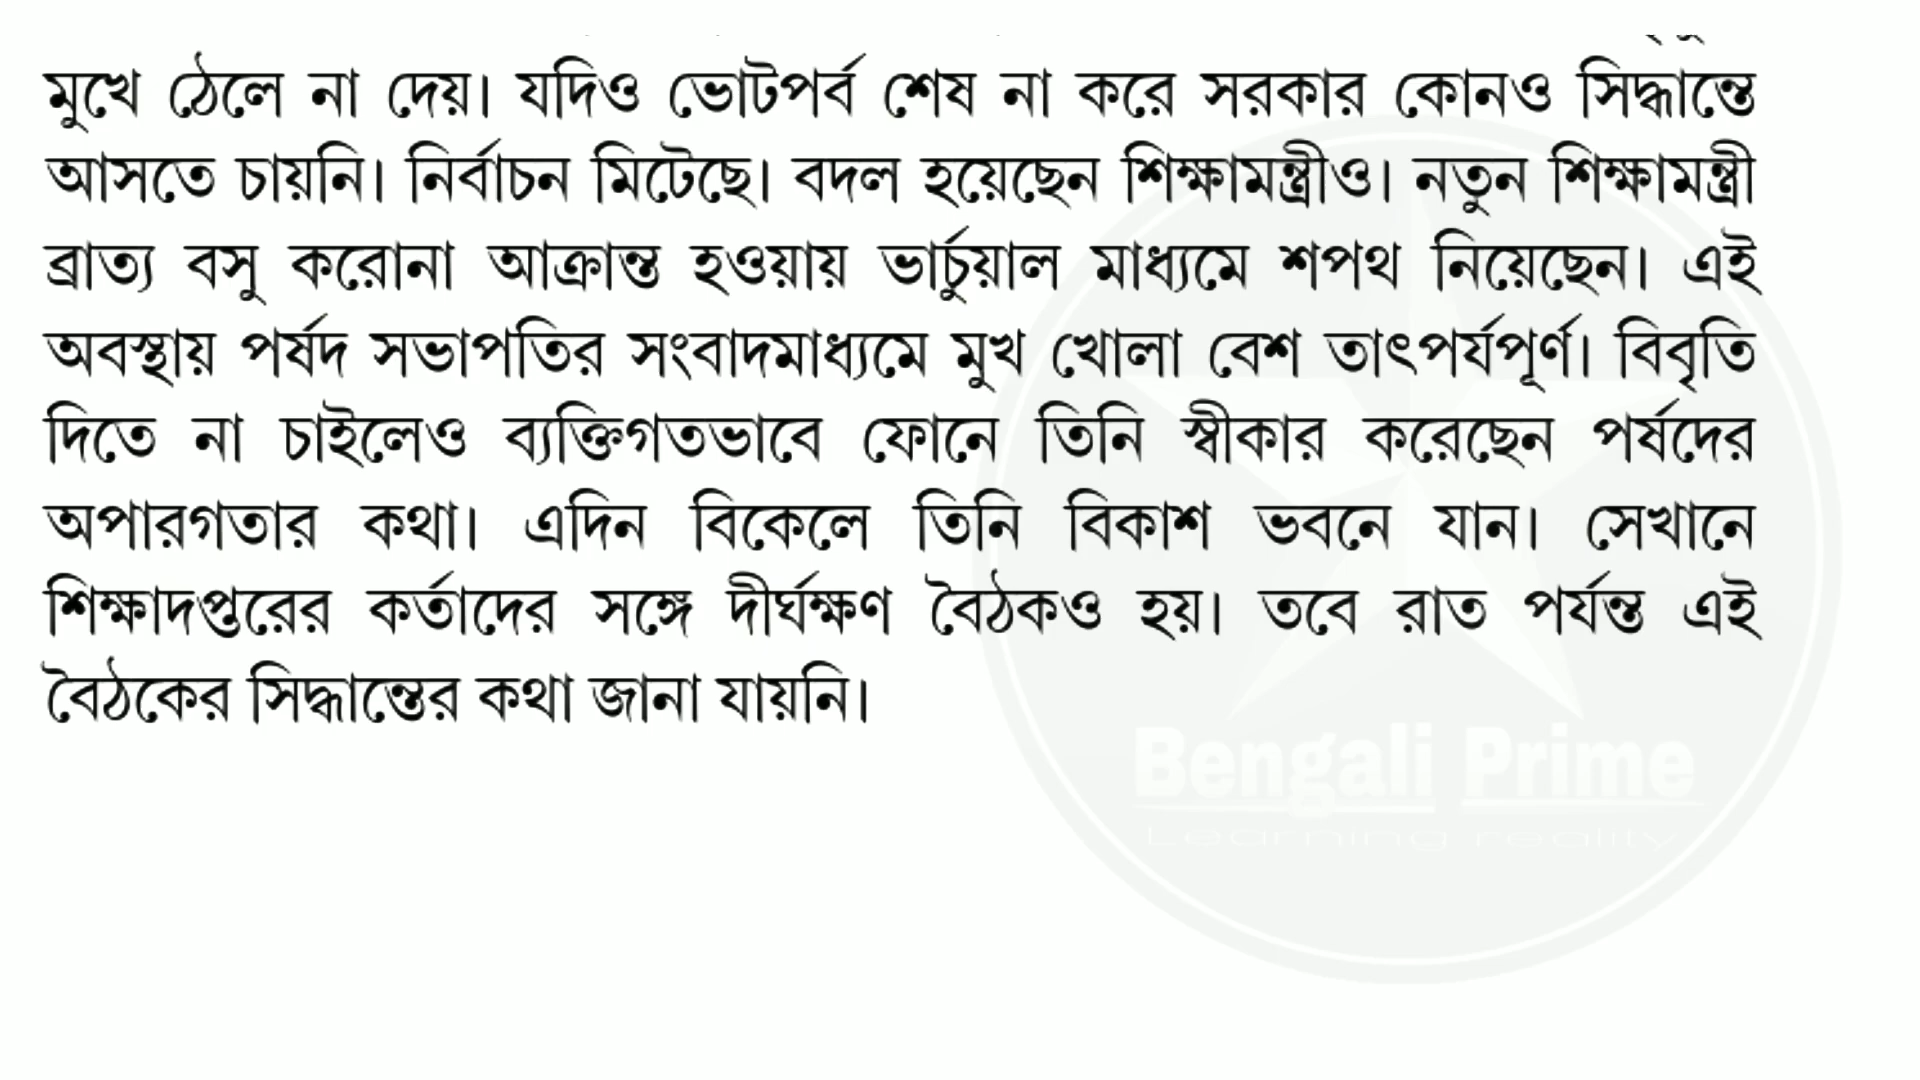 মুখে ঠেলে না দেয়। যদিও ভোটপর্ব শেষ না করে সরকার কোনও সিদ্ধান্তে
আসতে চায়নি। নির্বাচন মিটেছে। বদল হয়েছেন শিক্ষামন্ত্রীও। নতুন শিক্ষামন্ত্রী
ব্রাত্য বসু করোনা আক্রান্ত হওয়ায় ভার্চুয়াল মাধ্যমে শপথ নিয়েছেন। এই
অবস্থায় পর্ষদ সভাপতির সংবাদমাধ্যমে মুখ খোলা বেশ তাৎপর্যপূর্ণ। বিবৃতি
দিতে না চাইলেও ব্যক্তিগতভাবে ফোনে তিনি স্বীকার করেছেন পর্ষদের
অপারগতার কথা। এদিন বিকেলে তিনি বিকাশ ভবনে যান। সেখানে
শিক্ষাদপ্তরের কর্তাদের সঙ্গে দীর্ঘক্ষণ বৈঠকও হয়। তবে রাত পর্যন্ত এই
বৈঠকের সিদ্ধান্তের কথা জানা যায়নি।
Bengali Prime
Learning reality